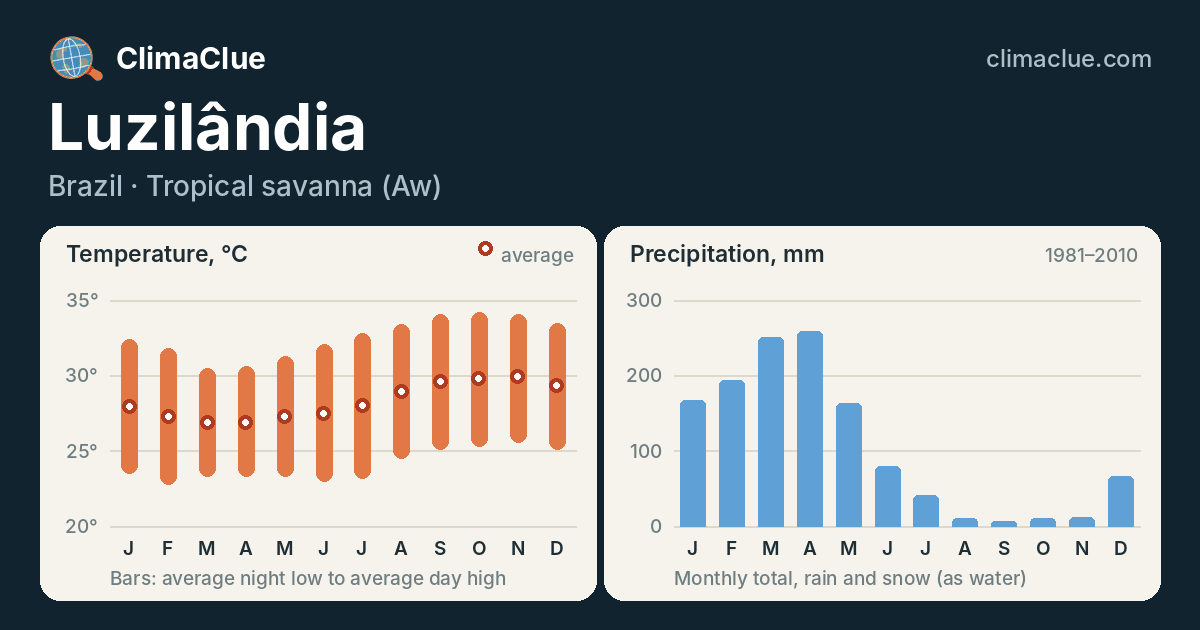 ClimaClue
climaclue.com
Luzilândia
Brazil · Tropical savanna (Aw)
Temperature, °C
average
35°
30°
25°
20°
J F M A M J J A S O N D
Bars: average night low to average day high
Precipitation, mm
1981–2010
300
200
100
0
J F M A M J J A S O N D
Monthly total, rain and snow (as water)